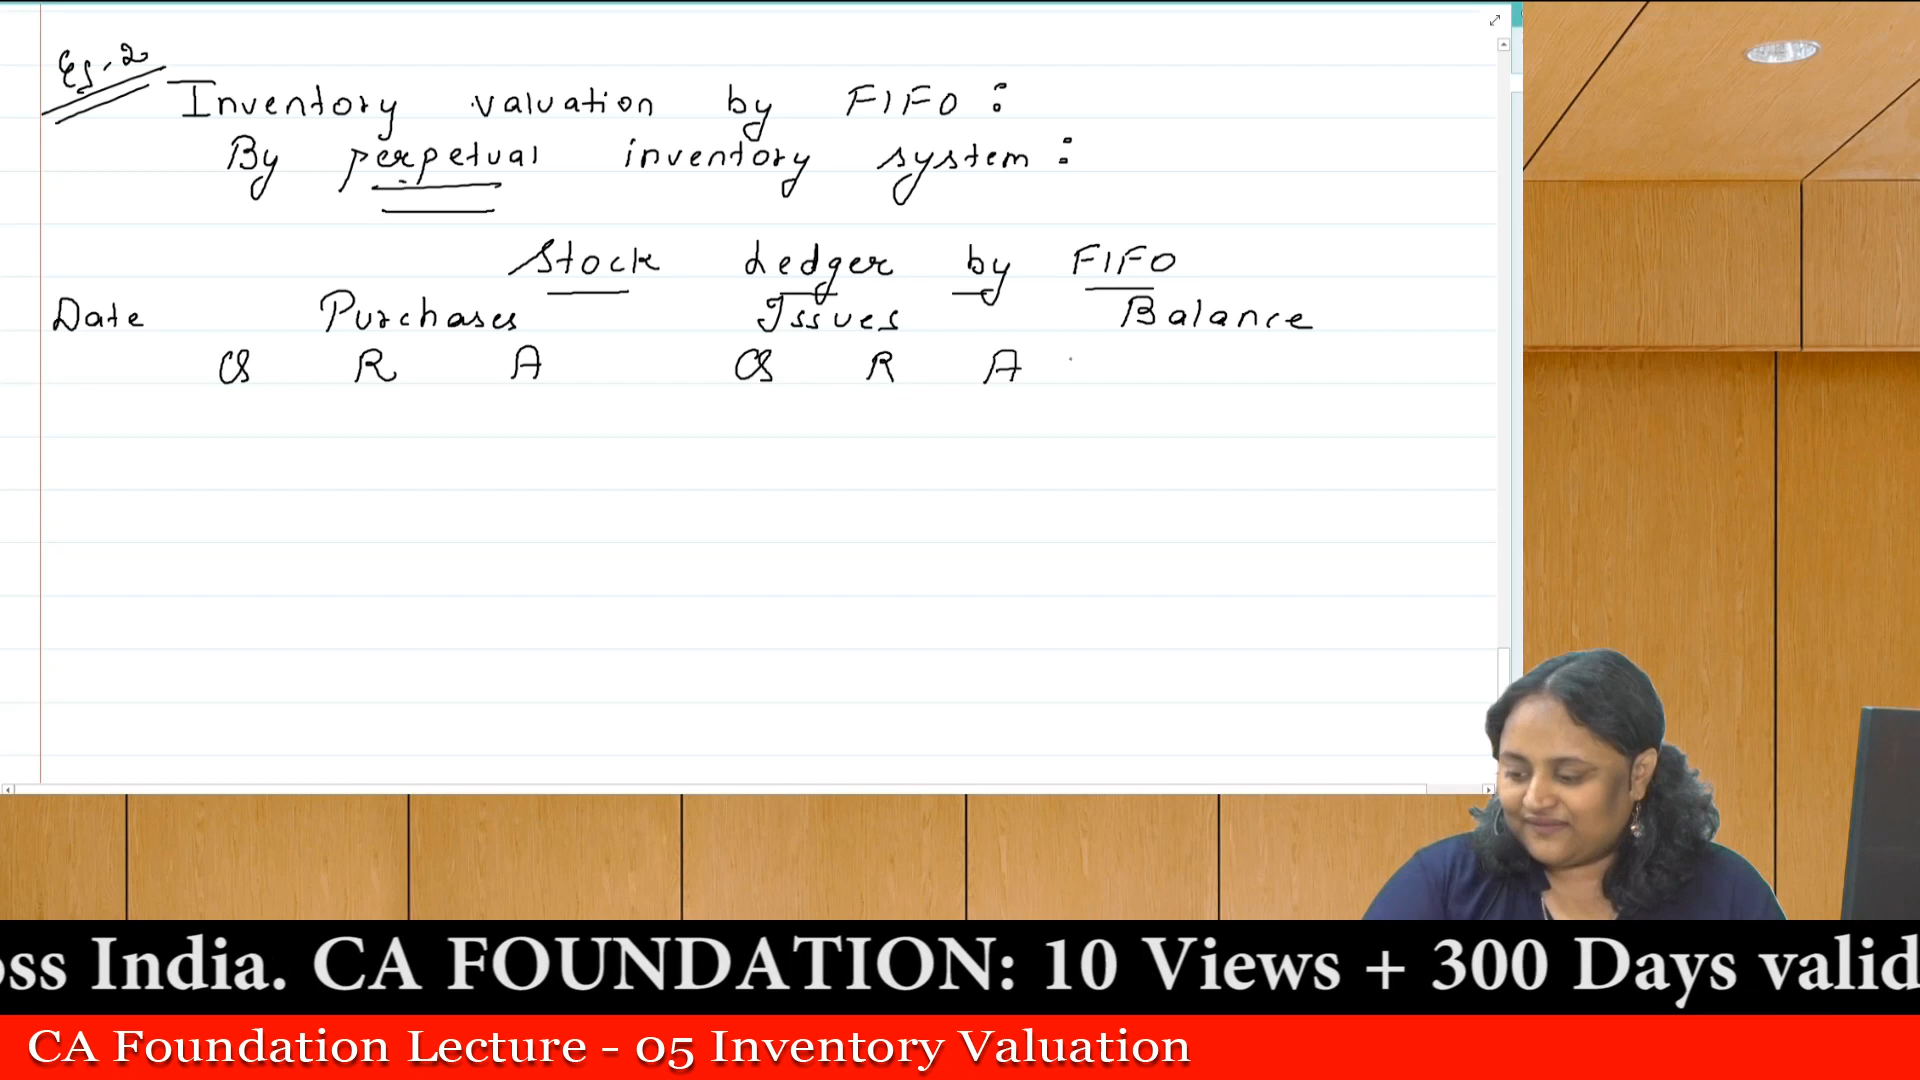 Eg. 2
Inventory valuation by FIFO :
By perpetual inventory system :
Stock Ledger by FIFO
Date Purchases Issues Balance
Q R A Q R A
oss India. CA FOUNDATION: 10 Views + 300 Days valid
CA Foundation Lecture - 05 Inventory Valuation